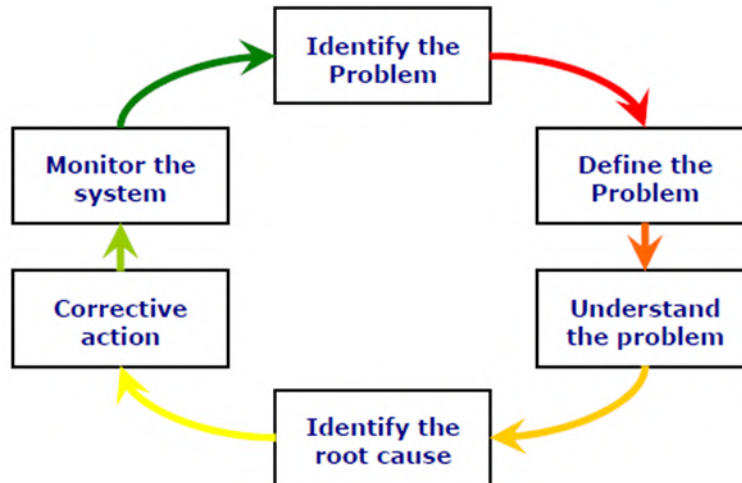 Identify the
Problem
Define the
Problem
Understand
the problem
Identify the
root cause
Corrective
action
Monitor the
system